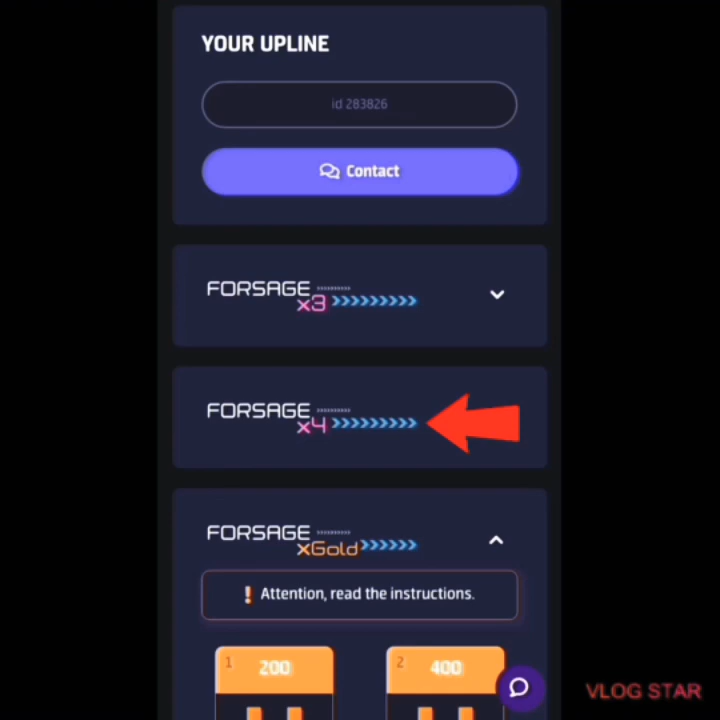 YOUR UPLINE
id 283826
Contact
FORSAGE
x3
FORSAGE
x4
FORSAGE
xGold
Attention, read the instructions.
1 200
2 400
VLOG STAR